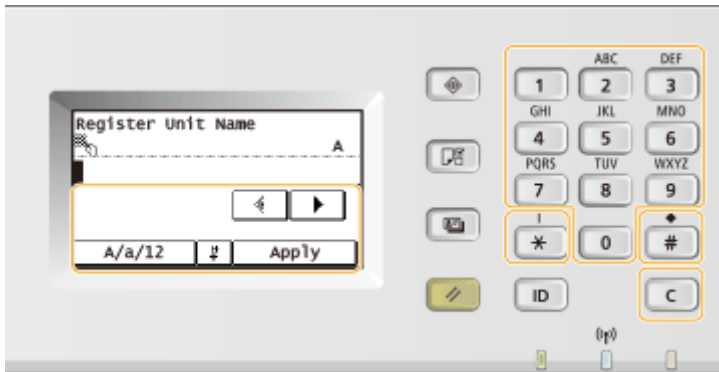 Register Unit Name
A
A/a/12
Apply
ABC DEF
1 2 3
GHI JKL MNO
4 5 6
PQRS TUV WXYZ
7 8 9
* 0 #
ID C